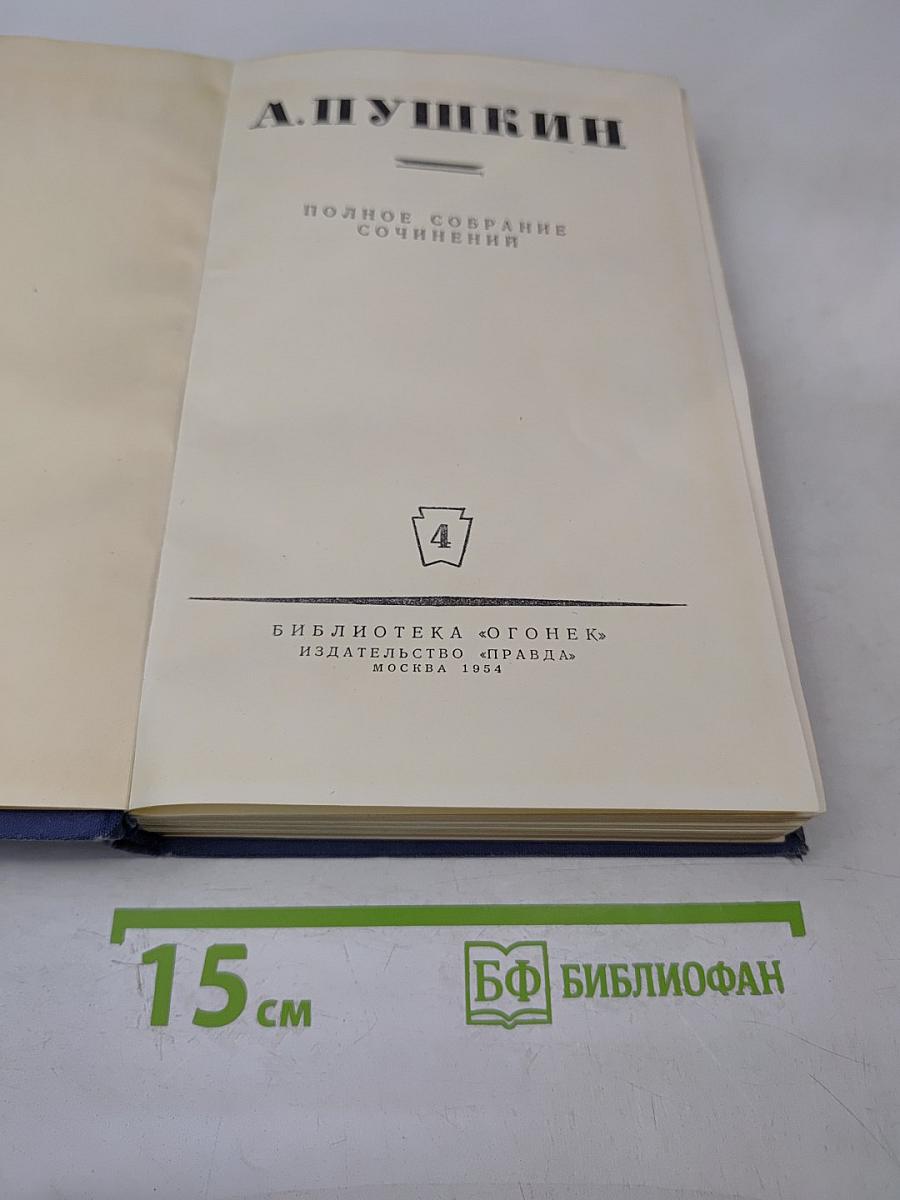 А. ПУШКИН
ПОЛНОЕ СОБРАНИЕ
СОЧИНЕНИЙ
4
БИБЛИОТЕКА «ОГОНЕК»
ИЗДАТЕЛЬСТВО «ПРАВДА»
МОСКВА 1954
15 см
БФ БИБЛИОФАН